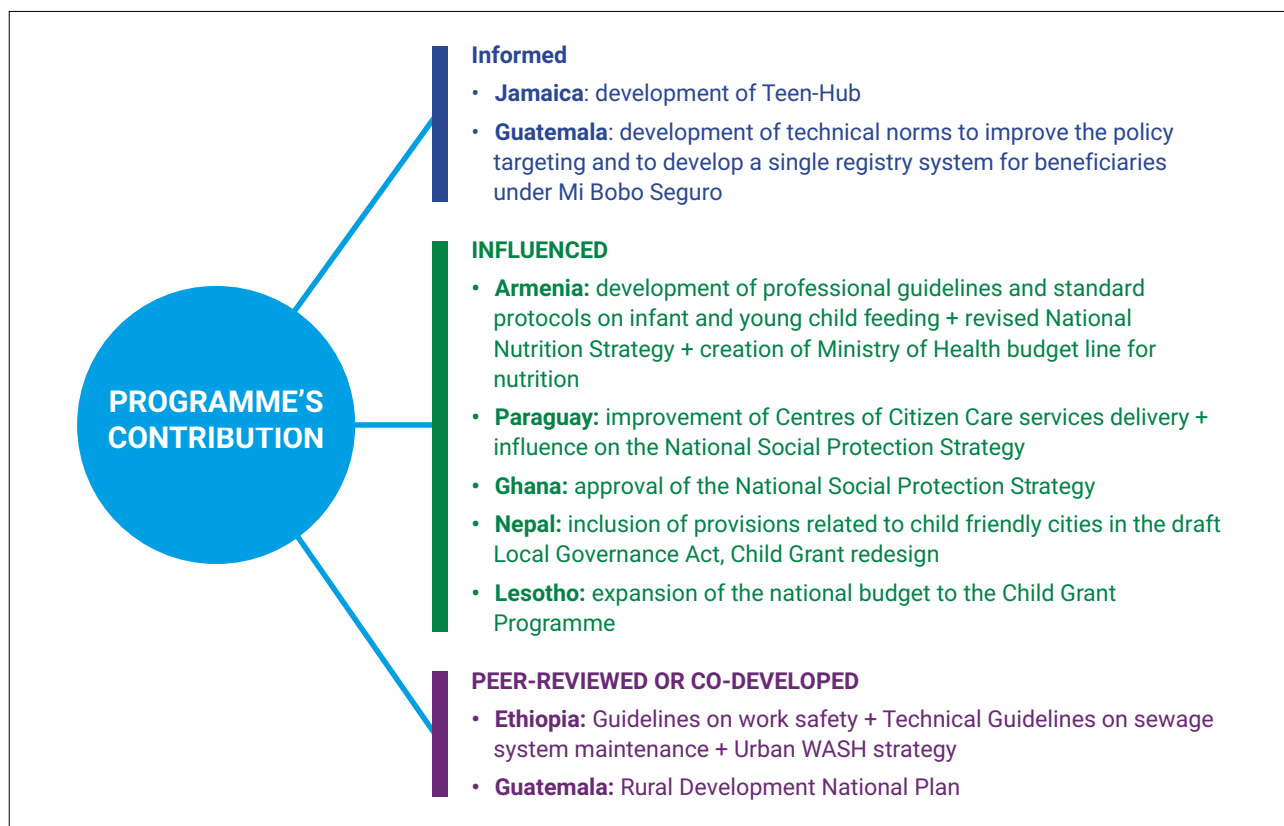 PROGRAMME’S
CONTRIBUTION
Informed
• Jamaica: development of Teen-Hub
• Guatemala: development of technical norms to improve the policy
targeting and to develop a single registry system for beneficiaries
under Mi Bobo Seguro
INFLUENCED
• Armenia: development of professional guidelines and standard
protocols on infant and young child feeding + revised National
Nutrition Strategy + creation of Ministry of Health budget line for
nutrition
• Paraguay: improvement of Centres of Citizen Care services delivery +
influence on the National Social Protection Strategy
• Ghana: approval of the National Social Protection Strategy
• Nepal: inclusion of provisions related to child friendly cities in the draft
Local Governance Act, Child Grant redesign
• Lesotho: expansion of the national budget to the Child Grant
Programme
PEER-REVIEWED OR CO-DEVELOPED
• Ethiopia: Guidelines on work safety + Technical Guidelines on sewage
system maintenance + Urban WASH strategy
• Guatemala: Rural Development National Plan